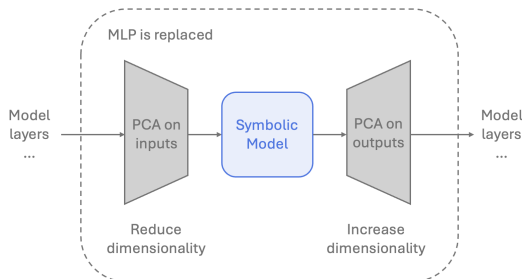 MLP is replaced
Model
layers
...
PCA on
inputs
Symbolic
Model
PCA on
outputs
Model
layers
...
Reduce
dimensionality
Increase
dimensionality